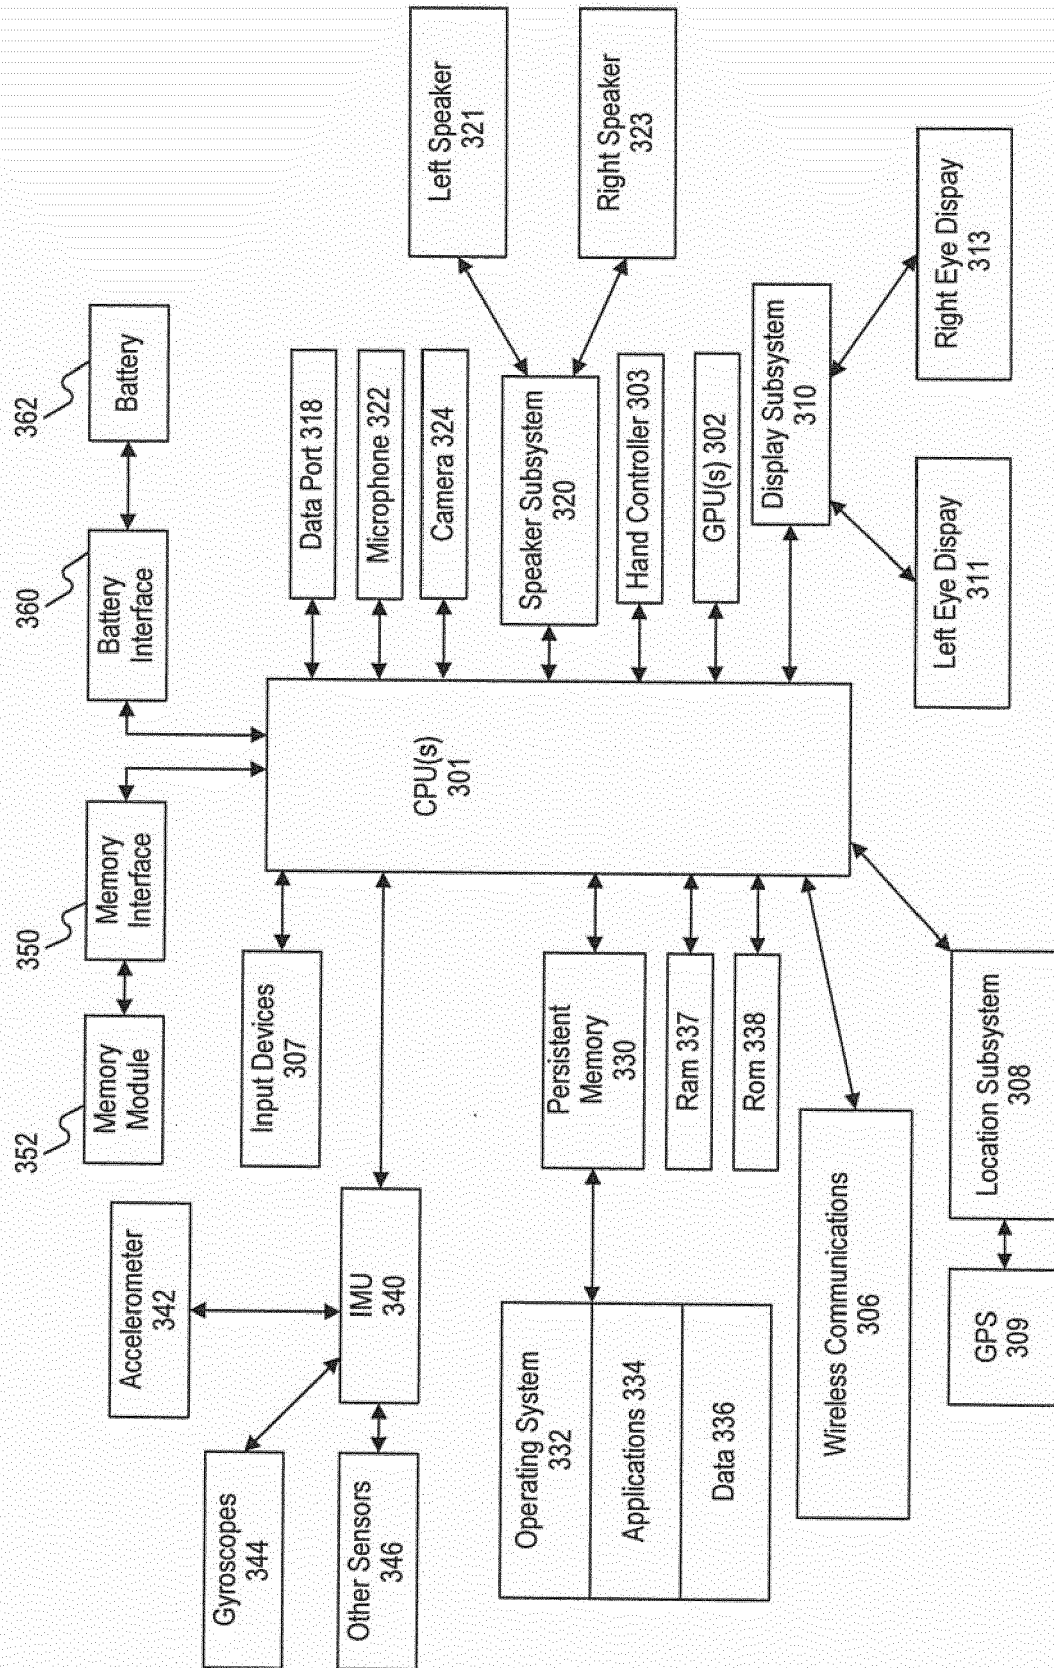 352
350
360
362
Memory
Module
Memory
Interface
Battery
Interface
Battery
Accelerometer
342
Gyroscopes
344
Other Sensors
346
IMU
340
Input Devices
307
Data Port 318
Microphone 322
Camera 324
Left Speaker
321
Right Speaker
323
CPU(s)
301
Speaker Subsystem
320
Operating System
332
Applications 334
Data 336
Persistent
Memory
330
Ram 337
Rom 338
Hand Controller 303
GPU(s) 302
Display Subsystem
310
Wireless Communications
306
GPS
309
Location Subsystem
308
Left Eye Dispay
311
Right Eye Dispay
313